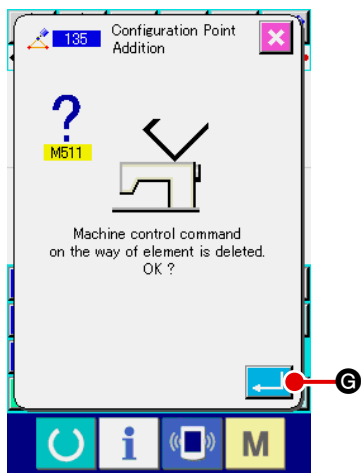 135 Configuration Point
Addition
?
M511
Machine control command
on the way of element is deleted.
OK ?
G
i
M